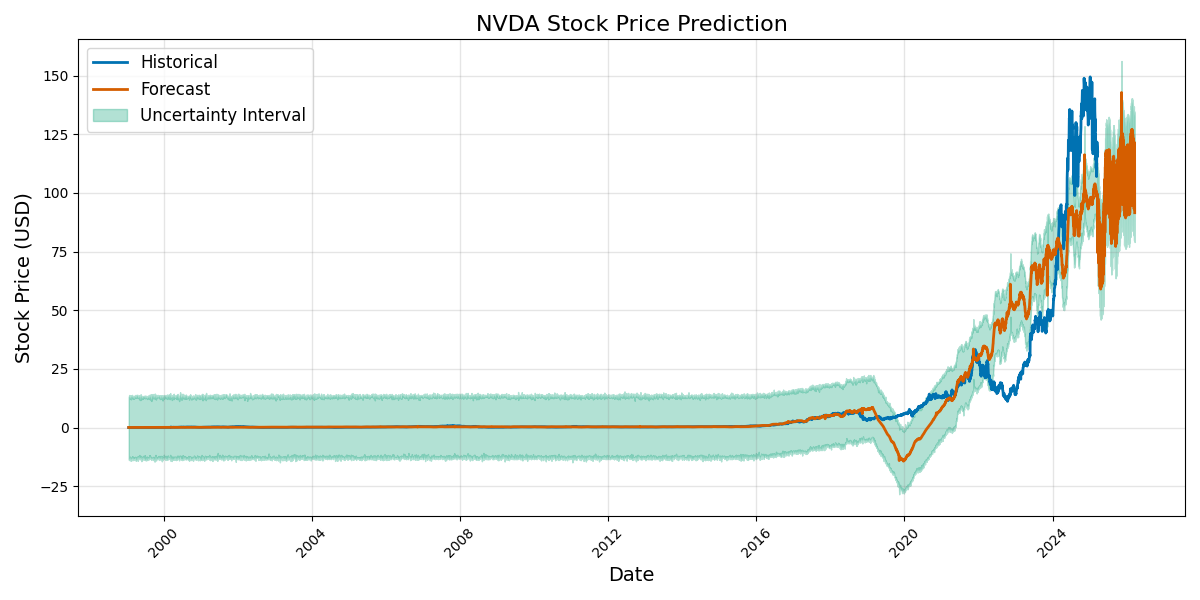 NVDA Stock Price Prediction
Historical
Forecast
Uncertainty Interval
Stock Price (USD)
150
125
100
75
50
25
0
−25
2000
2004
2008
2012
2016
2020
2024
Date